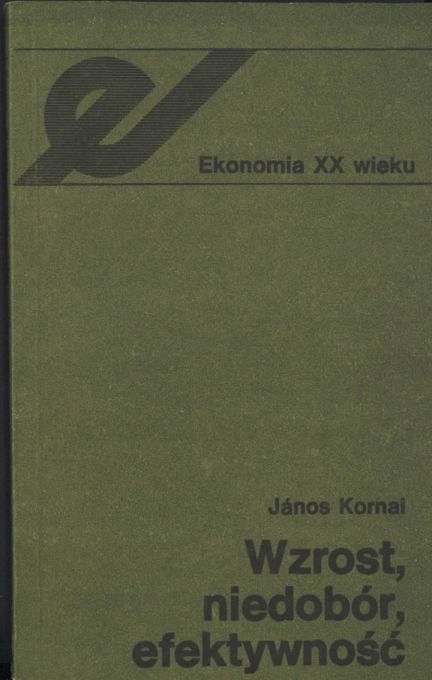 Ekonomia XX wieku
János Kornai
Wzrost,
niedobór,
efektywność